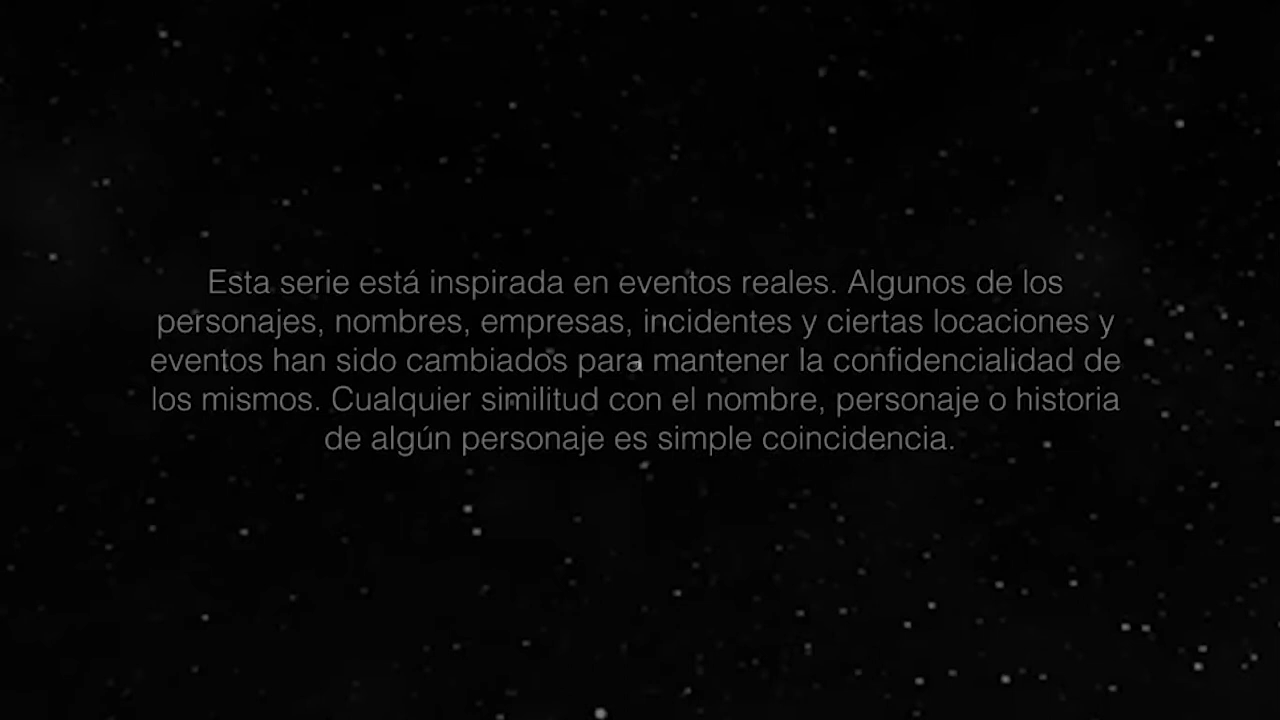 Esta serie está inspirada en eventos reales. Algunos de los
personajes, nombres, empresas, incidentes y ciertas locaciones y
eventos han sido cambiados para mantener la confidencialidad de
los mismos. Cualquier similitud con el nombre, personaje o historia
de algún personaje es simple coincidencia.